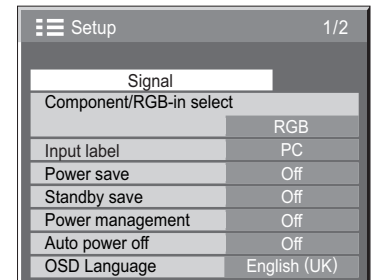 Setup 1/2
Signal
Component/RGB-in select
RGB
Input label PC
Power save Off
Standby save Off
Power management Off
Auto power off Off
OSD Language English (UK)